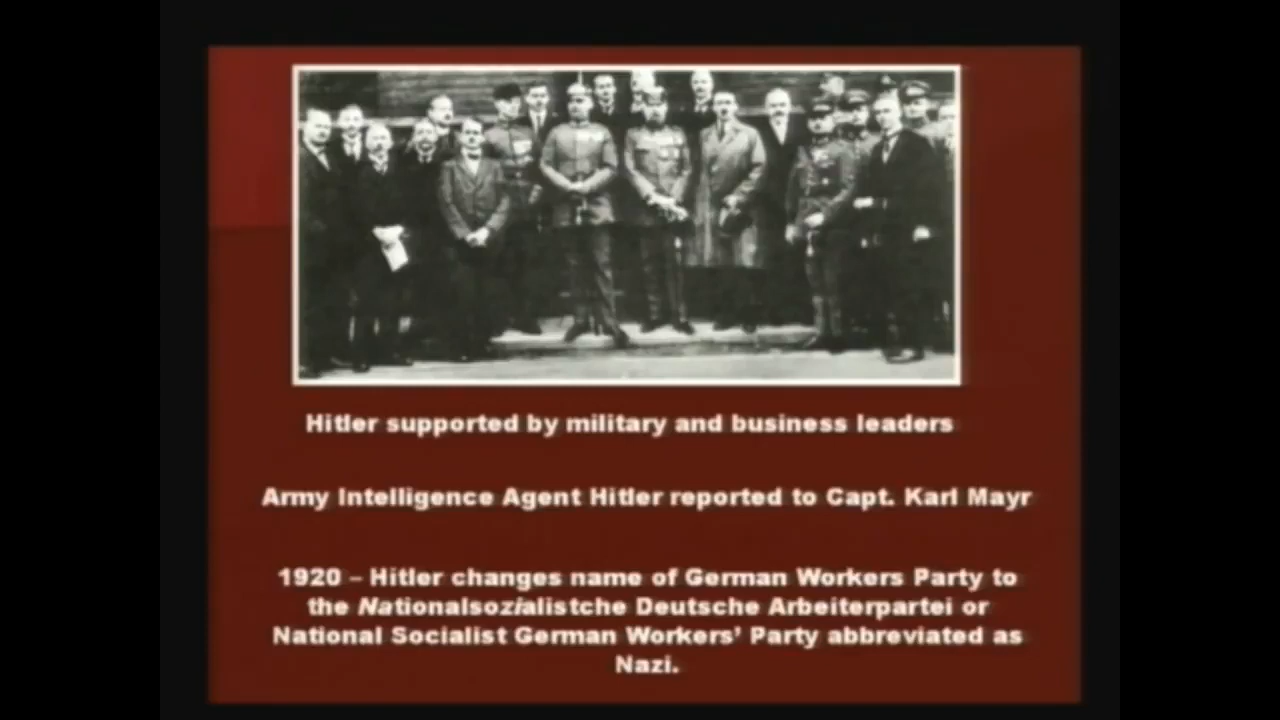 Hitler supported by military and business leaders
Army Intelligence Agent Hitler reported to Capt. Karl Mayr
1920 – Hitler changes name of German Workers Party to
the Nationalsozialistche Deutsche Arbeiterpartei or
National Socialist German Workers’ Party abbreviated as
Nazi.